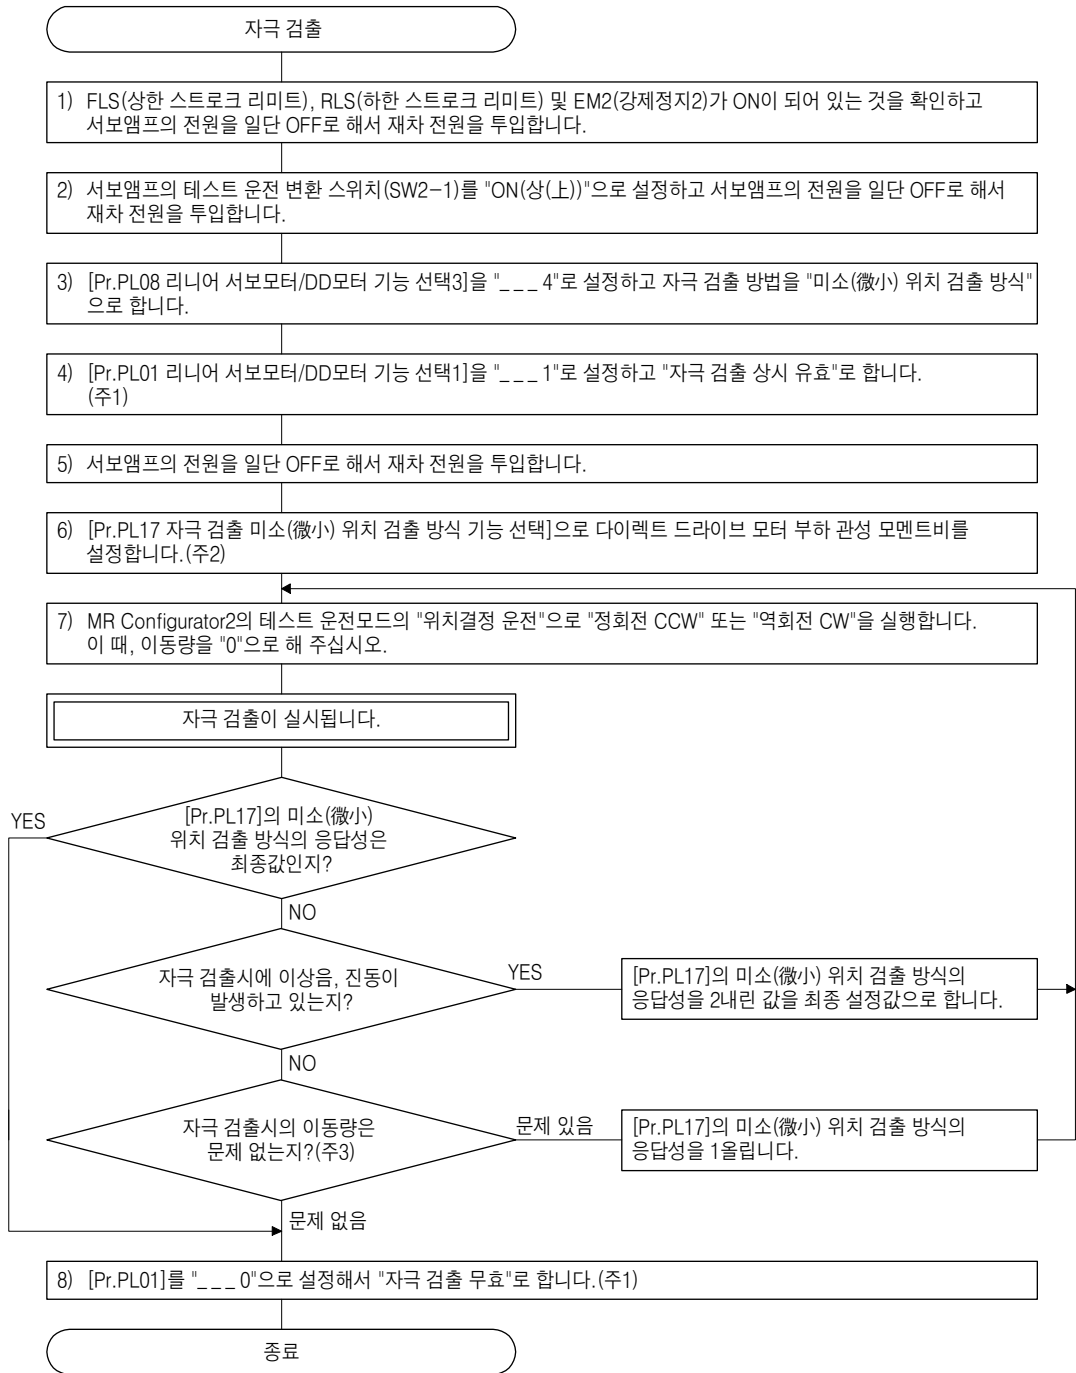 자극 검출
1) FLS(상한 스트로크 리미트), RLS(하한 스트로크 리미트) 및 EM2(강제정지2)가 ON이 되어 있는 것을 확인하고
서보앰프의 전원을 일단 OFF로 해서 재차 전원을 투입합니다.
2) 서보앰프의 테스트 운전 변환 스위치(SW2-1)를 "ON(상(上))"으로 설정하고 서보앰프의 전원을 일단 OFF로 해서
재차 전원을 투입합니다.
3) [Pr.PL08 리니어 서보모터/DD모터 기능 선택3]을 "_ _ _ 4"로 설정하고 자극 검출 방법을 "미소(微小) 위치 검출 방식"
으로 합니다.
4) [Pr.PL01 리니어 서보모터/DD모터 기능 선택1]을 "_ _ _ 1"로 설정하고 "자극 검출 상시 유효"로 합니다.
(주1)
5) 서보앰프의 전원을 일단 OFF로 해서 재차 전원을 투입합니다.
6) [Pr.PL17 자극 검출 미소(微小) 위치 검출 방식 기능 선택]으로 다이렉트 드라이브 모터 부하 관성 모멘트비를
설정합니다.(주2)
7) MR Configurator2의 테스트 운전모드의 "위치결정 운전"으로 "정회전 CCW" 또는 "역회전 CW"을 실행합니다.
이 때, 이동량을 "0"으로 해 주십시오.
자극 검출이 실시됩니다.
YES
[Pr.PL17]의 미소(微小)
위치 검출 방식의 응답성은
최종값인지?
NO
자극 검출시에 이상음, 진동이
발생하고 있는지?
YES
[Pr.PL17]의 미소(微小) 위치 검출 방식의
응답성을 2내린 값을 최종 설정값으로 합니다.
NO
자극 검출시의 이동량은
문제 없는지?(주3)
문제 있음
[Pr.PL17]의 미소(微小) 위치 검출 방식의
응답성을 1올립니다.
문제 없음
8) [Pr.PL01]를 "_ _ _ 0"으로 설정해서 "자극 검출 무효"로 합니다.(주1)
종료